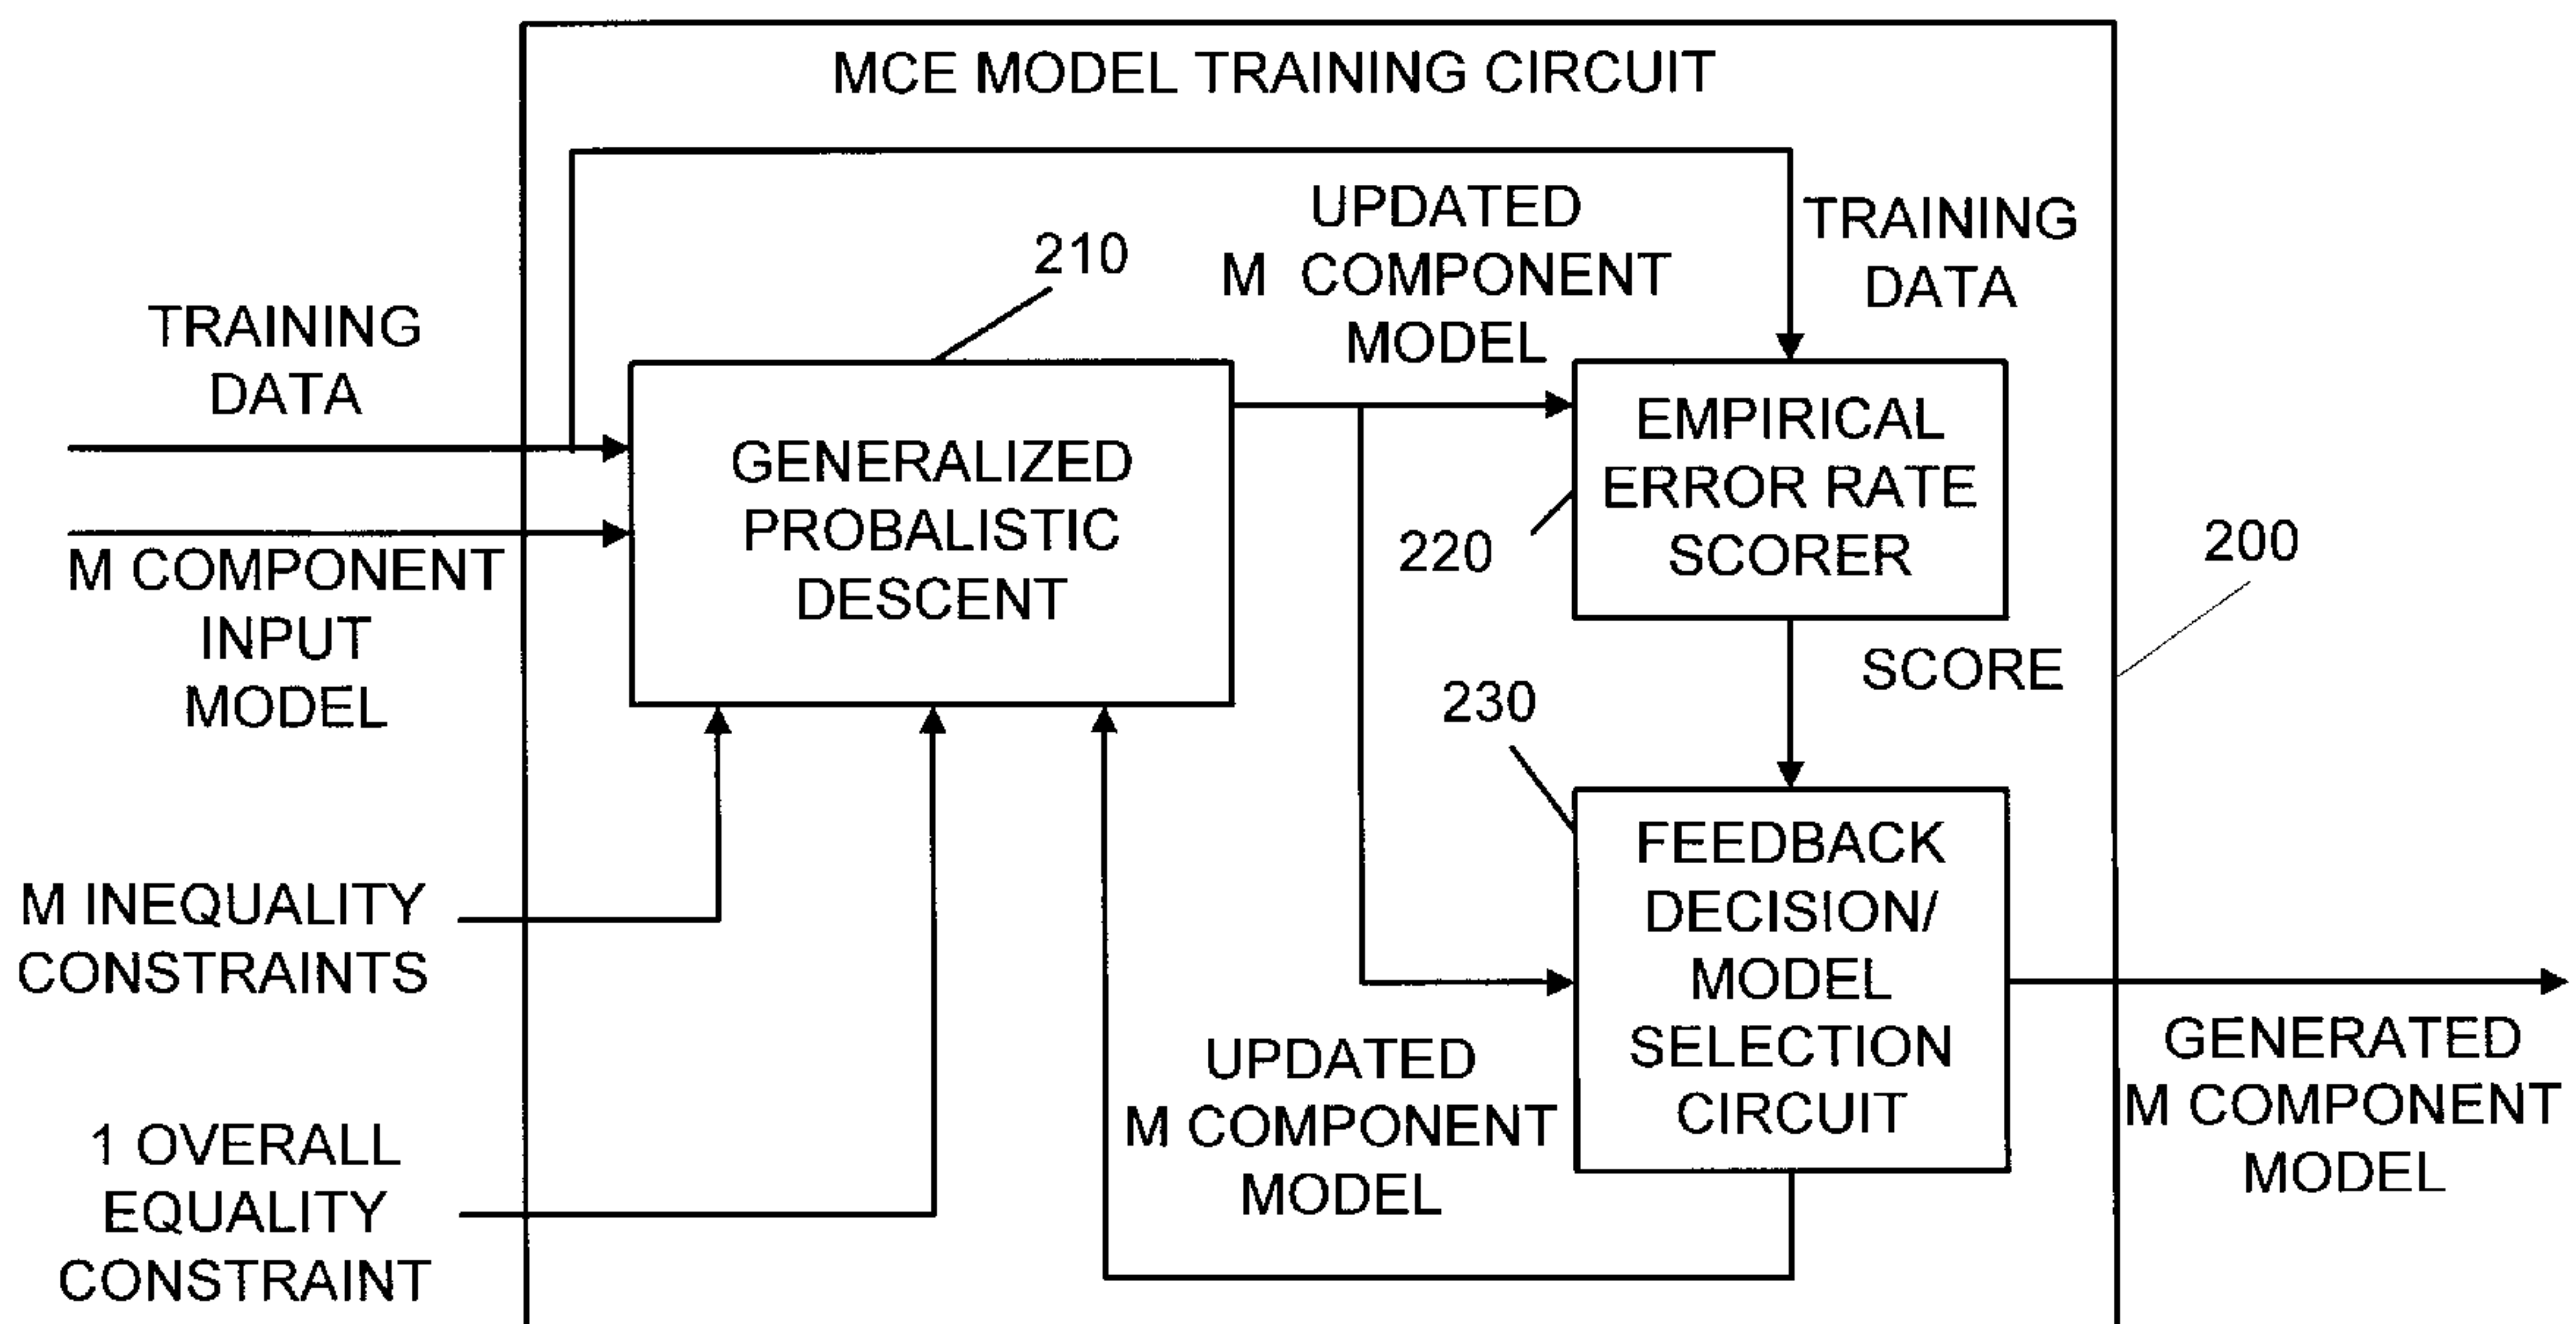 MCE MODEL TRAINING CIRCUIT
TRAINING
DATA
M COMPONENT
INPUT
MODEL
M INEQUALITY
CONSTRAINTS
1 OVERALL
EQUALITY
CONSTRAINT
210
GENERALIZED
PROBALISTIC
DESCENT
UPDATED
M COMPONENT
MODEL
TRAINING
DATA
EMPIRICAL
ERROR RATE
SCORER
220
SCORE
200
230
FEEDBACK
DECISION/
MODEL
SELECTION
CIRCUIT
UPDATED
M COMPONENT
MODEL
GENERATED
M COMPONENT
MODEL